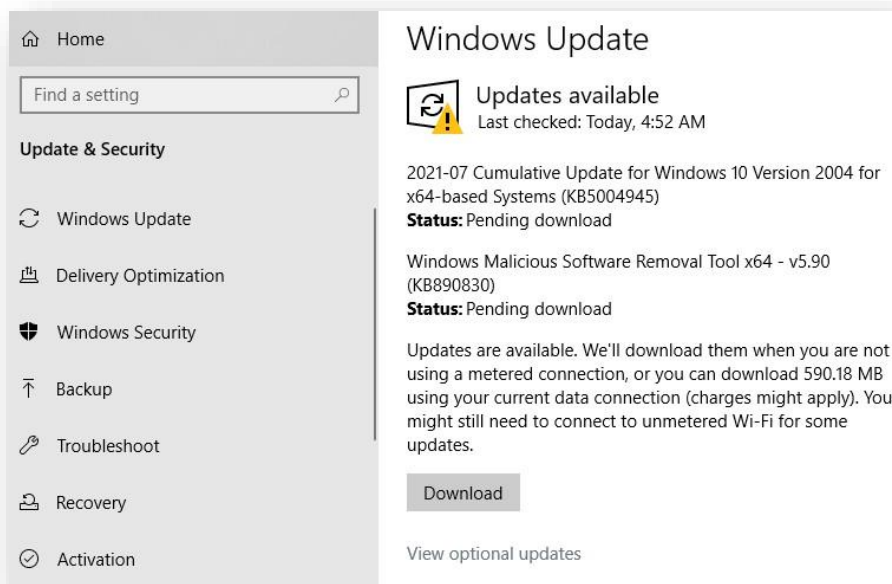 Home
Find a setting
Update & Security
Windows Update
Delivery Optimization
Windows Security
Backup
Troubleshoot
Recovery
Activation
Windows Update
Updates available
Last checked: Today, 4:52 AM
2021-07 Cumulative Update for Windows 10 Version 2004 for
x64-based Systems (KB5004945)
Status: Pending download
Windows Malicious Software Removal Tool x64 - v5.90
(KB890830)
Status: Pending download
Updates are available. We'll download them when you are not
using a metered connection, or you can download 590.18 MB
using your current data connection (charges might apply). You
might still need to connect to unmetered Wi-Fi for some
updates.
Download
View optional updates